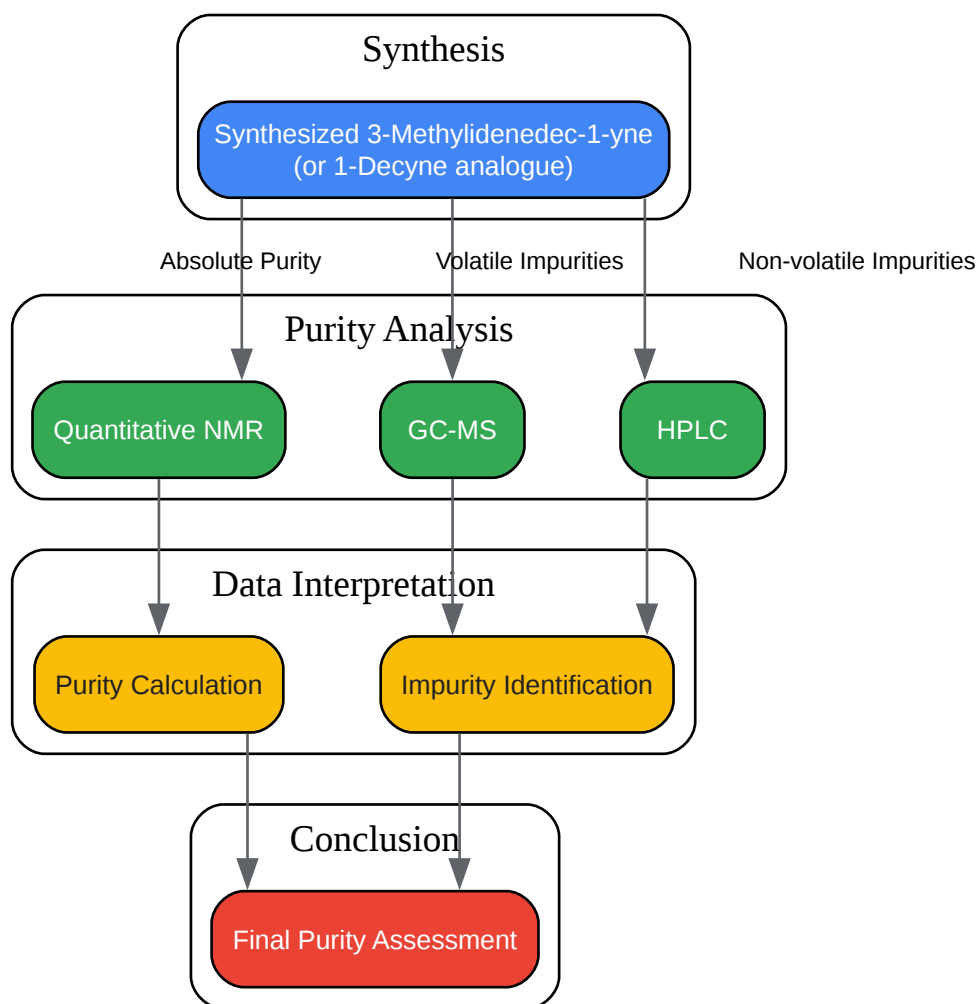 Synthesis
Synthesized 3-Methylidenedec-1-yne
(or 1-Decyne analogue)
Absolute Purity
Volatile Impurities
Non-volatile Impurities
Purity Analysis
Quantitative NMR
GC-MS
HPLC
Data Interpretation
Purity Calculation
Impurity Identification
Conclusion
Final Purity Assessment